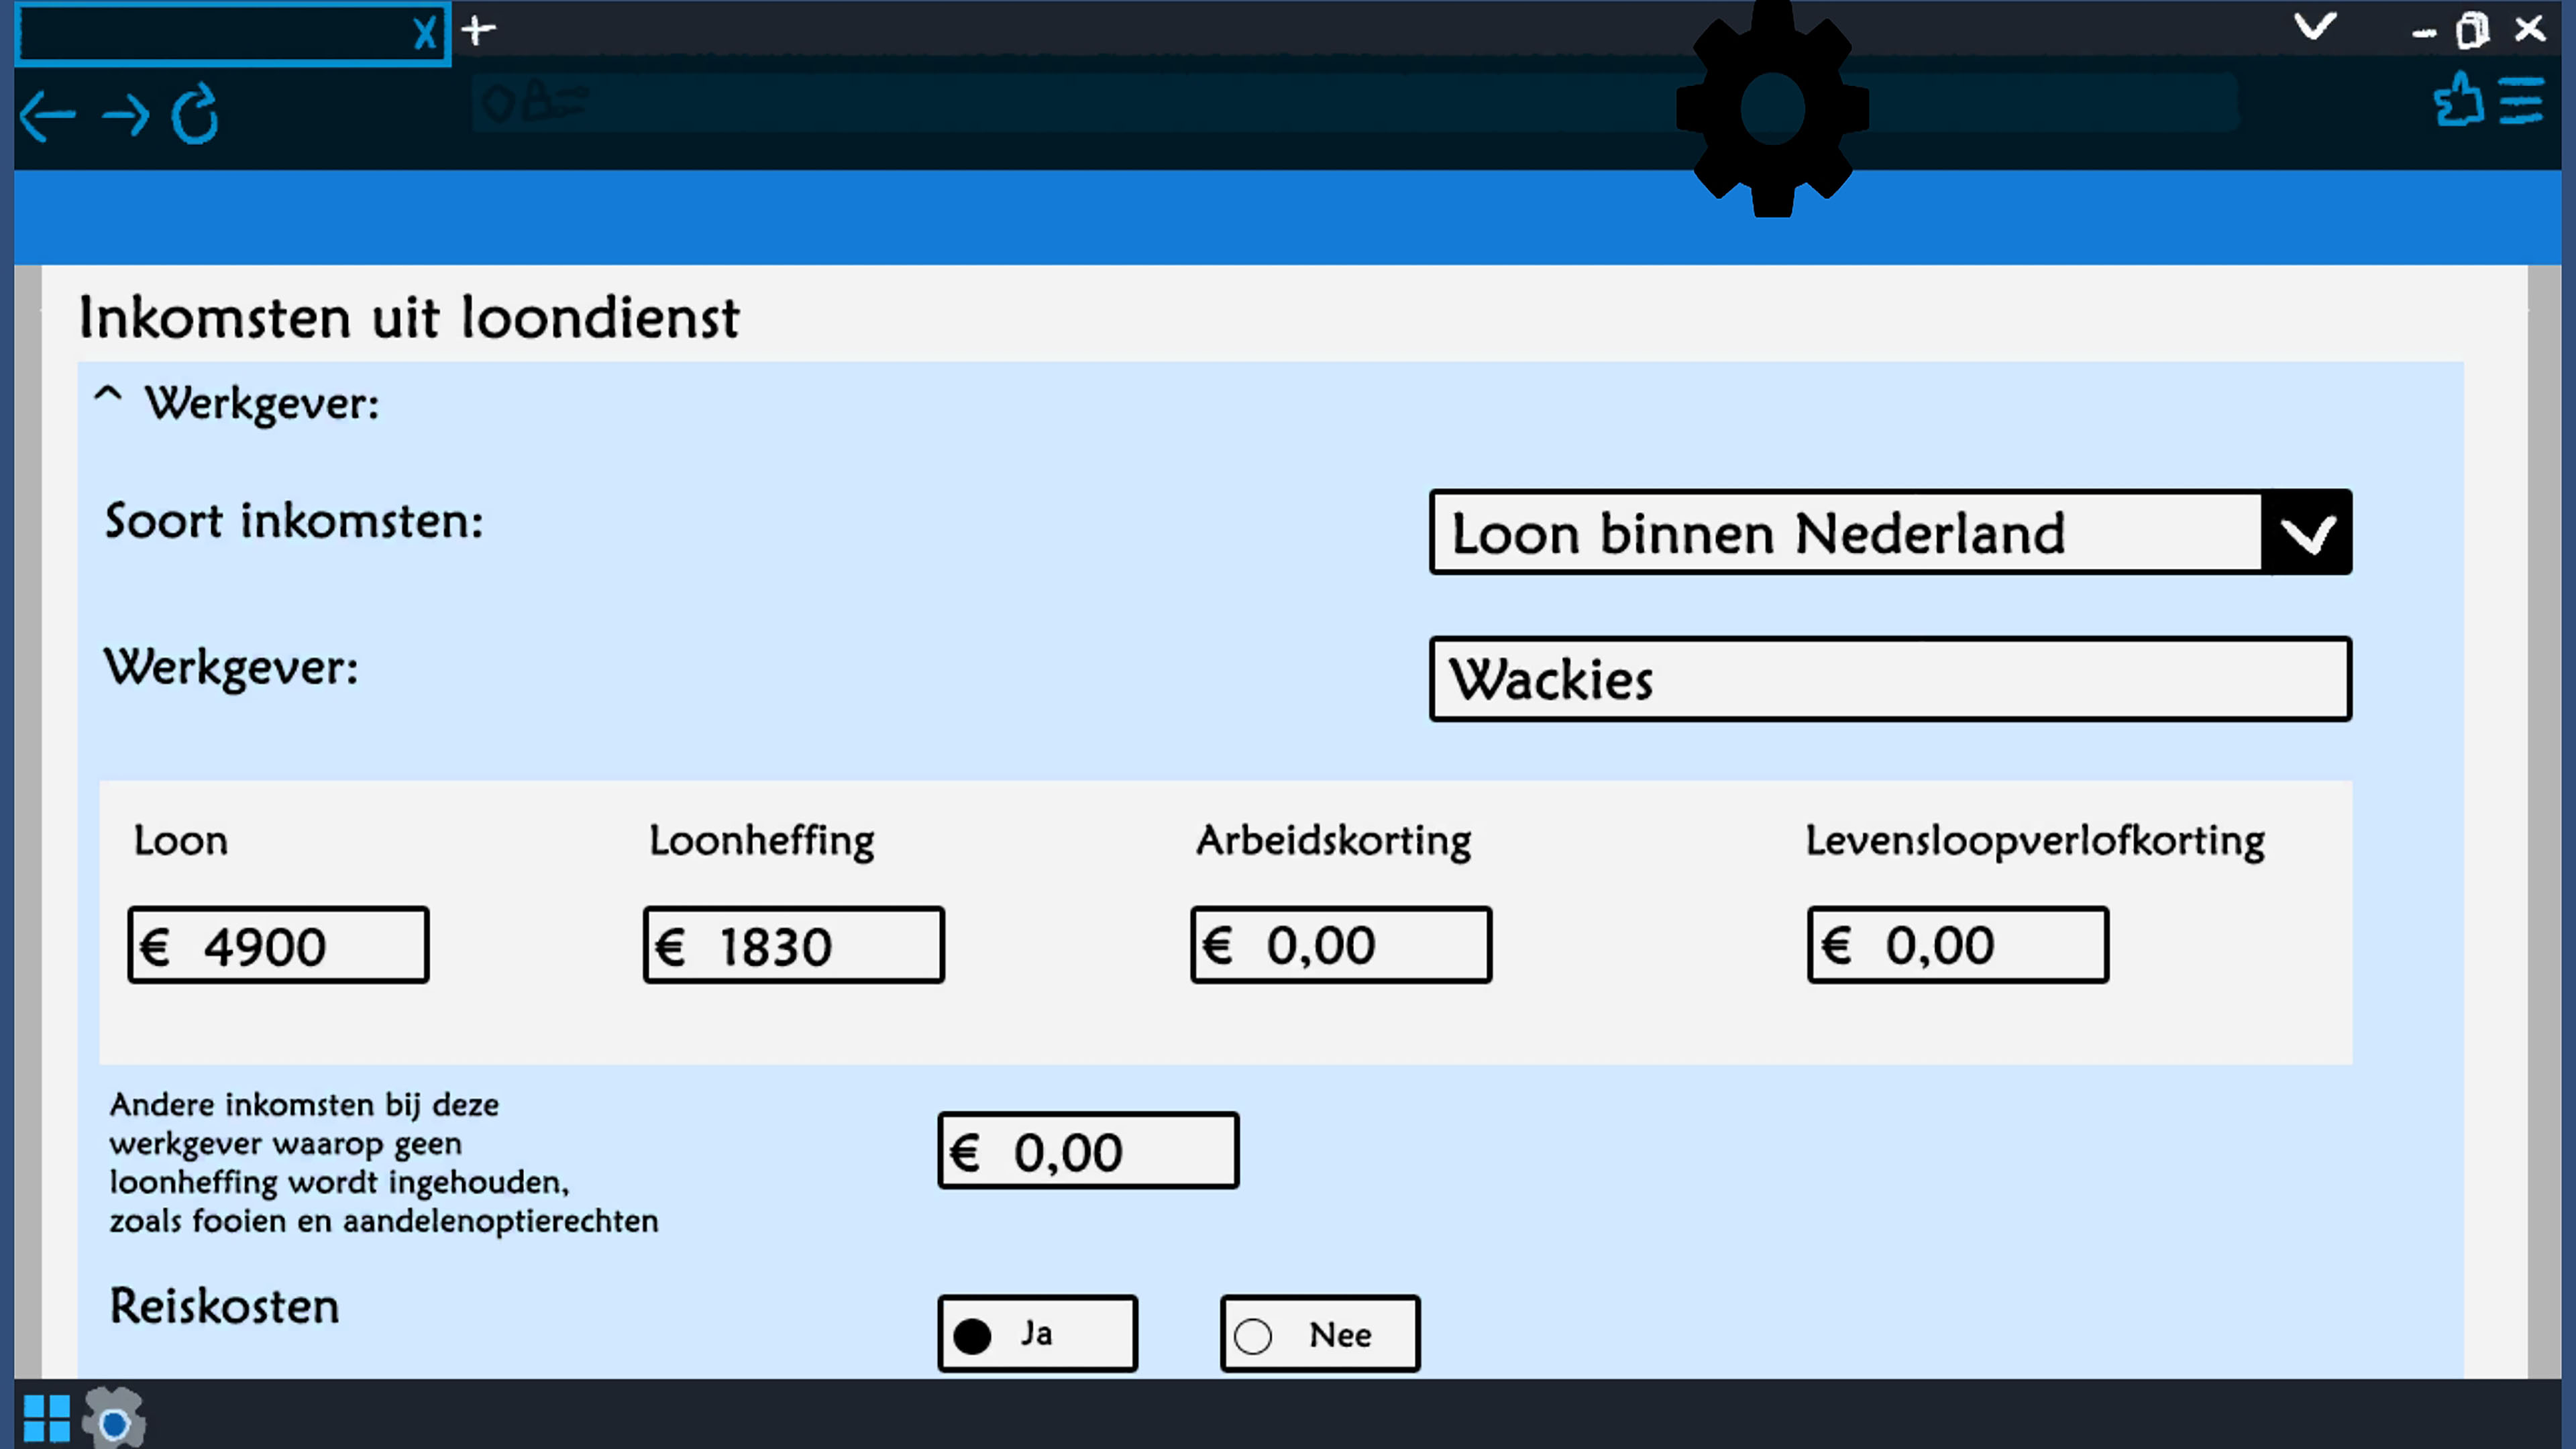 Inkomsten uit loondienst
^ Werkgever:
Soort inkomsten:
Loon binnen Nederland
Werkgever:
Wackies
Loon
Loonheffing
Arbeidskorting
Levensloopverlofkorting
€ 4900
€ 1830
€ 0,00
€ 0,00
Andere inkomsten bij deze
werkgever waarop geen
loonheffing wordt ingehouden,
zoals fooien en aandelenoptierechten
€ 0,00
Reiskosten
Ja
Nee